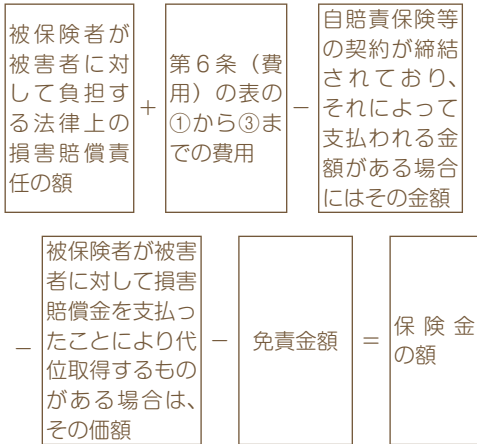 被保険者が
被害者に対
して負担す
る法律上の
損害賠償責
任の額
＋
第６条（費
用）の表の
①から③ま
での費用
－
自賠責保険等
の契約が締結
されており、
それによって
支払われる金
額がある場合
にはその金額
－
被保険者が被害
者に対して損害
賠償金を支払っ
たことにより代
位取得するもの
がある場合は、
その価額
－
免責金額
＝
保険金
の額